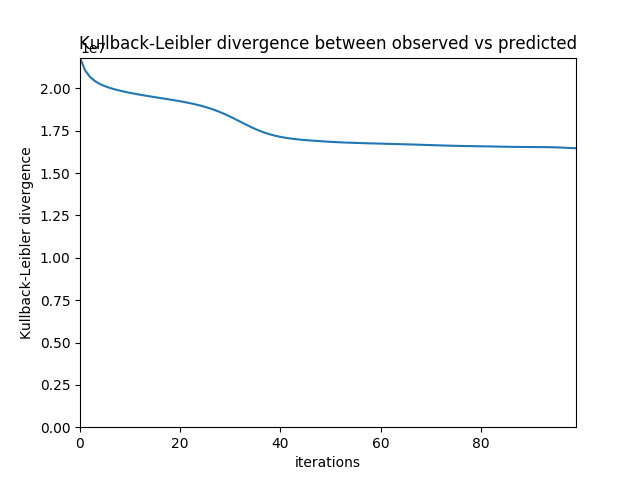 Kullback-Leibler divergence between observed vs predicted
1e7
2.00
1.75
1.50
1.25
1.00
0.75
0.50
0.25
0.00
Kullback-Leibler divergence
0 20 40 60 80
iterations